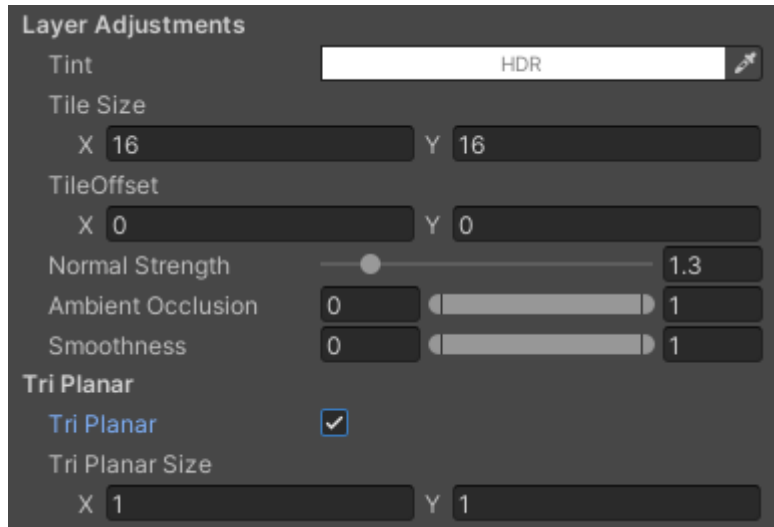 Layer Adjustments
Tint HDR
Tile Size
X 16 Y 16
TileOffset
X 0 Y 0
Normal Strength 1.3
Ambient Occlusion 0 1
Smoothness 0 1
Tri Planar
Tri Planar
Tri Planar Size
X 1 Y 1